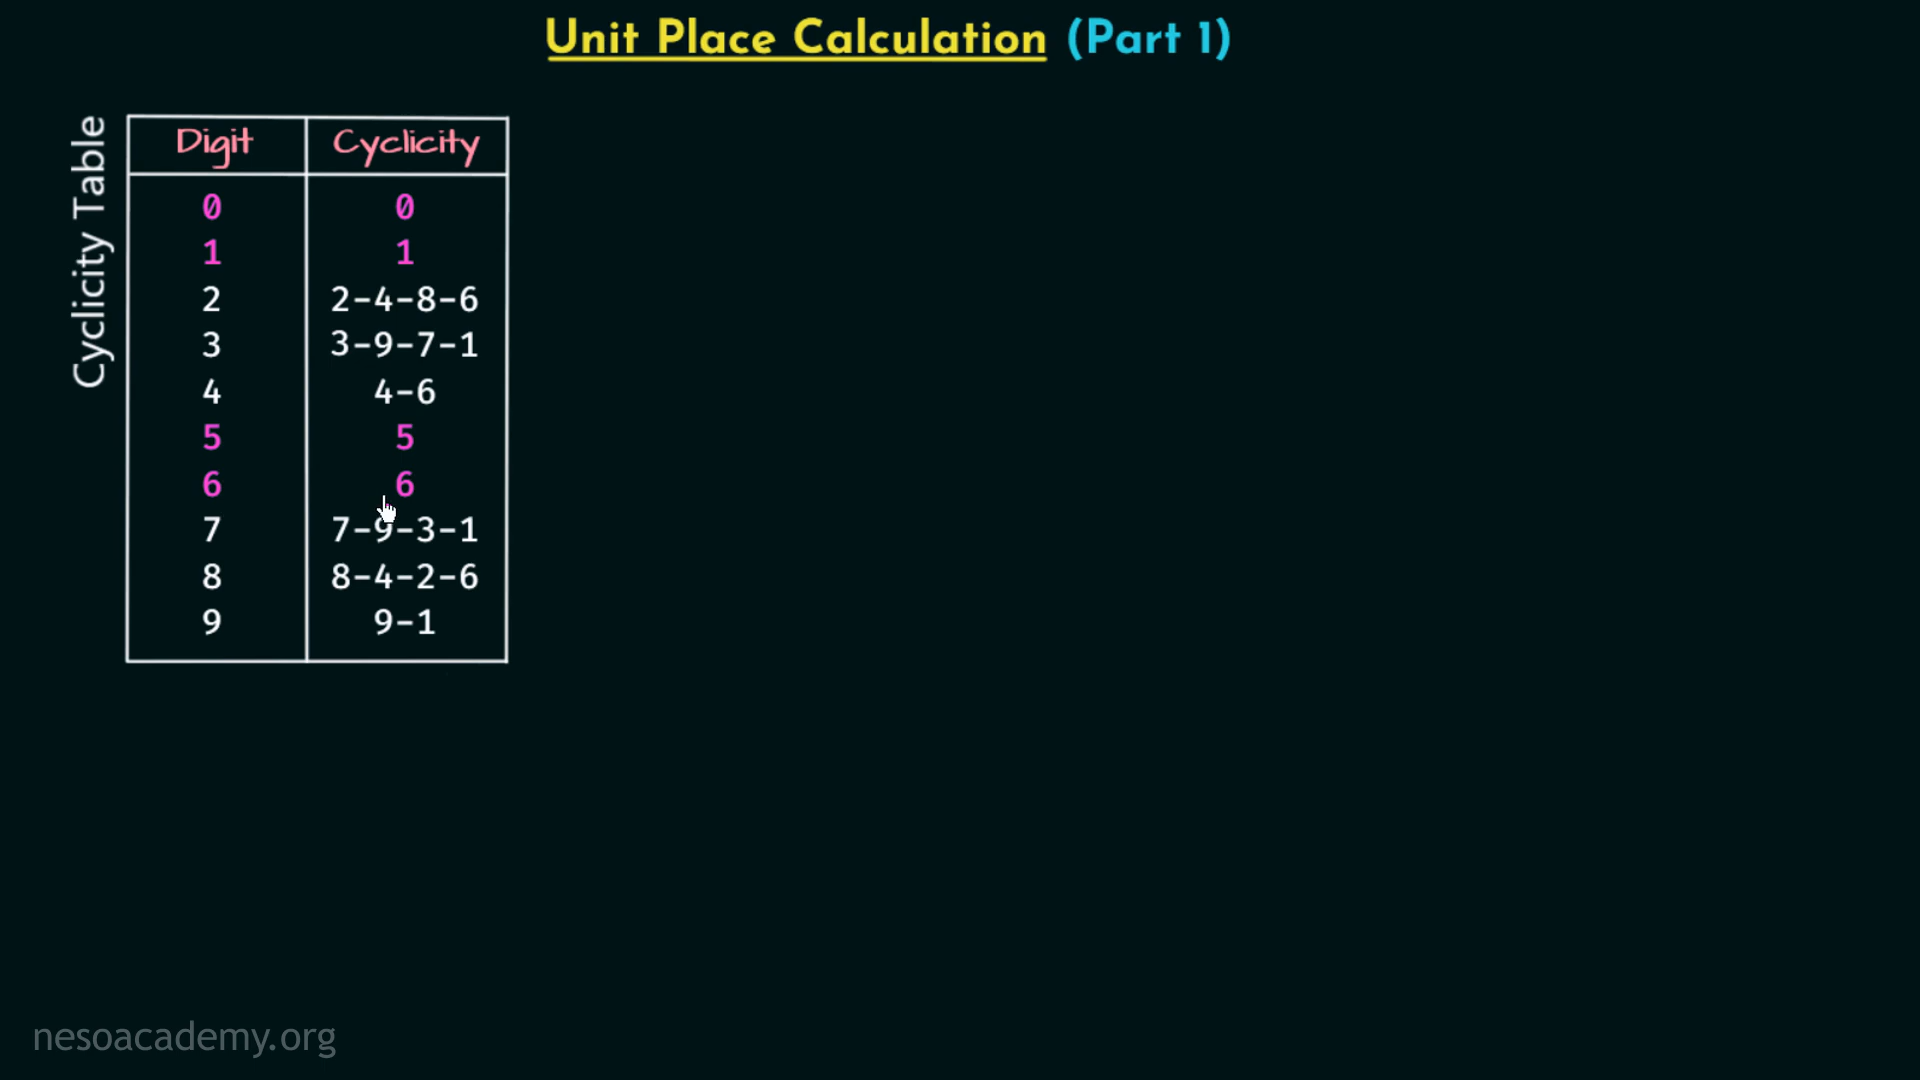 Unit Place Calculation (Part 1)
Cyclicity Table
Digit Cyclicity
0 0
1 1
2 2-4-8-6
3 3-9-7-1
4 4-6
5 5
6 6
7 7-9-3-1
8 8-4-2-6
9 9-1
nesoacademy.org